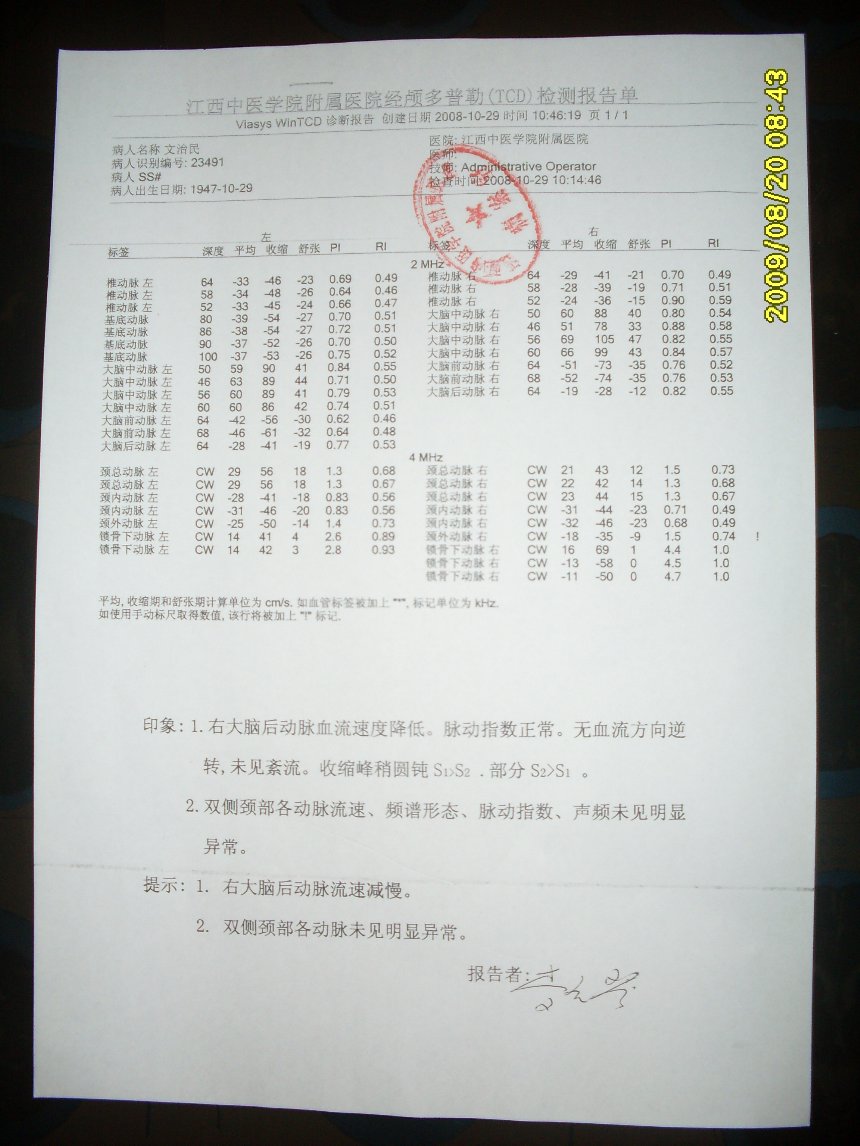 江西中医学院附属医院经颅多普勒(TCD)检测报告单
Viasys WinTCD 诊断报告 创建日期 2008-10-29 时间 10:46:19 页 1 / 1
病人名称 文治民
病人识别编号: 23491
病人 SS#
病人出生日期: 1947-10-29
医院: 江西中医学院附属医院
医师:
技师: Administrative Operator
检查时间 2008-10-29 10:14:46
2009/08/20 08:43
左
标签 深度 平均 收缩 舒张 PI RI
右
标签 深度 平均 收缩 舒张 PI RI
2 MHz
椎动脉 左 64 -33 -46 -23 0.69 0.49
椎动脉 左 58 -34 -48 -26 0.64 0.46
椎动脉 左 52 -33 -45 -24 0.66 0.47
基底动脉 80 -39 -54 -27 0.70 0.51
基底动脉 86 -38 -54 -27 0.72 0.51
基底动脉 90 -37 -52 -26 0.70 0.50
基底动脉 100 -37 -53 -26 0.75 0.52
大脑中动脉 左 50 59 90 41 0.84 0.55
大脑中动脉 左 46 63 89 44 0.71 0.50
大脑中动脉 左 56 60 89 41 0.79 0.53
大脑中动脉 左 60 60 86 42 0.74 0.51
大脑前动脉 左 64 -42 -56 -30 0.62 0.46
大脑前动脉 左 68 -46 -61 -32 0.64 0.48
大脑后动脉 左 64 -28 -41 -19 0.77 0.53
椎动脉 右 64 -29 -41 -21 0.70 0.49
椎动脉 右 58 -28 -39 -19 0.71 0.51
椎动脉 右 52 -24 -36 -15 0.90 0.59
大脑中动脉 右 50 60 88 40 0.80 0.54
大脑中动脉 右 46 51 78 33 0.88 0.58
大脑中动脉 右 56 69 105 47 0.82 0.55
大脑中动脉 右 60 66 99 43 0.84 0.57
大脑前动脉 右 64 -51 -73 -35 0.76 0.52
大脑前动脉 右 68 -52 -74 -35 0.76 0.53
大脑后动脉 右 64 -19 -28 -12 0.82 0.55
4 MHz
颈总动脉 左 CW 29 56 18 1.3 0.68
颈总动脉 左 CW 29 56 18 1.3 0.67
颈内动脉 左 CW -28 -41 -18 0.83 0.56
颈内动脉 左 CW -31 -46 -20 0.83 0.56
颈外动脉 左 CW -25 -50 -14 1.4 0.73
锁骨下动脉 左 CW 14 41 4 2.6 0.89
锁骨下动脉 左 CW 14 42 3 2.8 0.93
颈总动脉 右 CW 21 43 12 1.5 0.73
颈总动脉 右 CW 22 42 14 1.3 0.68
颈总动脉 右 CW 23 44 15 1.3 0.67
颈内动脉 右 CW -31 -44 -23 0.71 0.49
颈内动脉 右 CW -32 -46 -23 0.68 0.49
颈外动脉 右 CW -18 -35 -9 1.5 0.74 !
锁骨下动脉 右 CW 16 69 1 4.4 1.0
锁骨下动脉 右 CW -13 -58 0 4.5 1.0
锁骨下动脉 右 CW -11 -50 0 4.7 1.0
平均, 收缩期和舒张期计算单位为 cm/s. 如血管标签被加上 "*", 标记单位为 kHz.
如使用手动标尺取得数值, 该行将被加上 "!" 标记.
印象: 1. 右大脑后动脉血流速度降低。脉动指数正常。无血流方向逆
转, 未见紊流。收缩峰稍圆钝 S1>S2 . 部分 S2>S1 。
2. 双侧颈部各动脉流速、频谱形态、脉动指数、声频未见明显
异常。
提示: 1. 右大脑后动脉流速减慢。
2. 双侧颈部各动脉未见明显异常。
报告者: